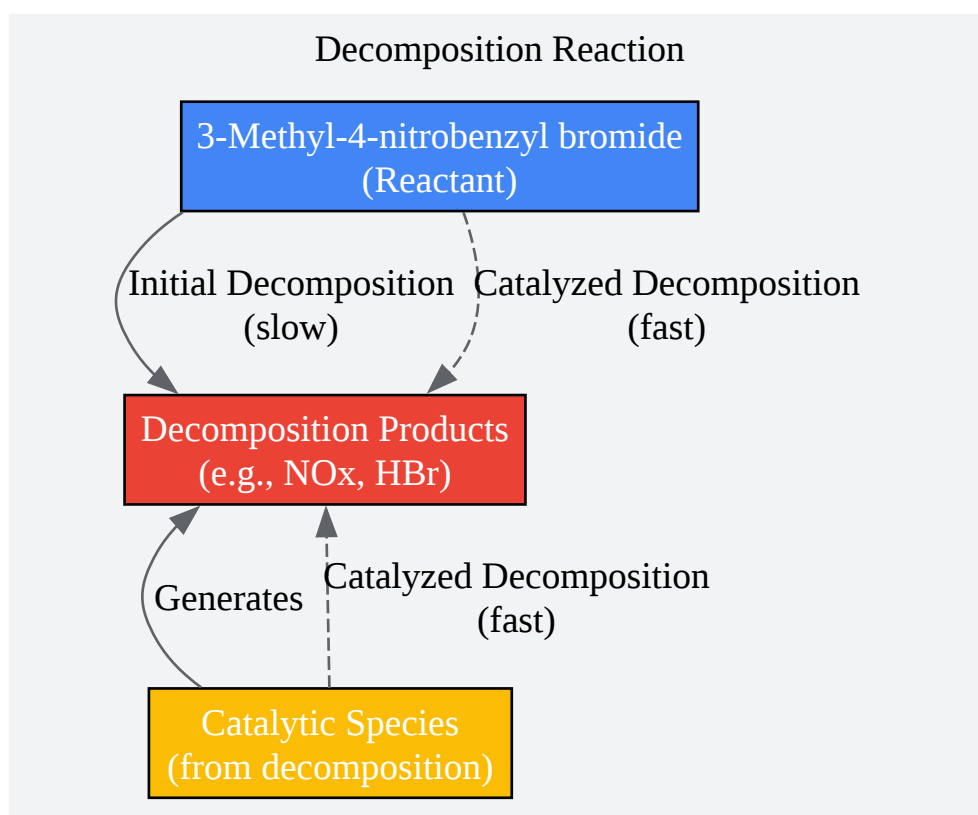 Decomposition Reaction
3-Methyl-4-nitrobenzyl bromide
(Reactant)
Initial Decomposition
(slow)
Catalyzed Decomposition
(fast)
Decomposition Products
(e.g., NOx, HBr)
Generates
Catalyzed Decomposition
(fast)
Catalytic Species
(from decomposition)